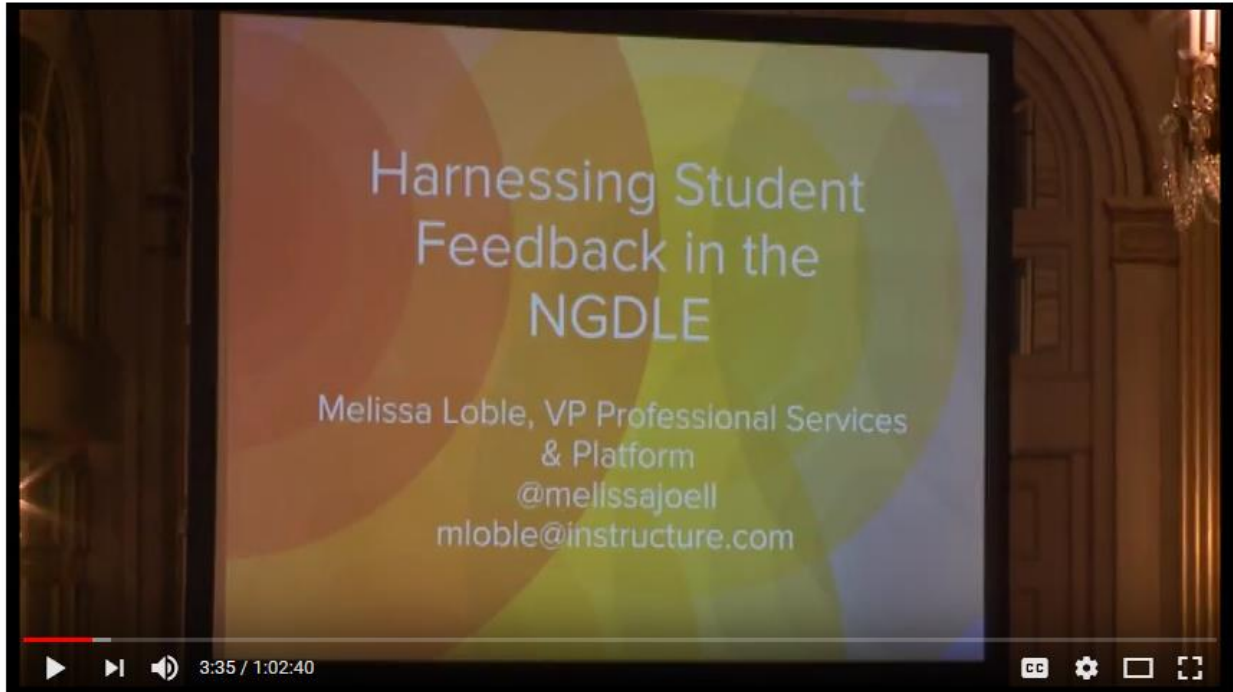 Harnessing Student
Feedback in the
NGDLE
Melissa Loble, VP Professional Services
& Platform
@melissajoell
mloble@instructure.com
3:35 / 1:02:40
CC